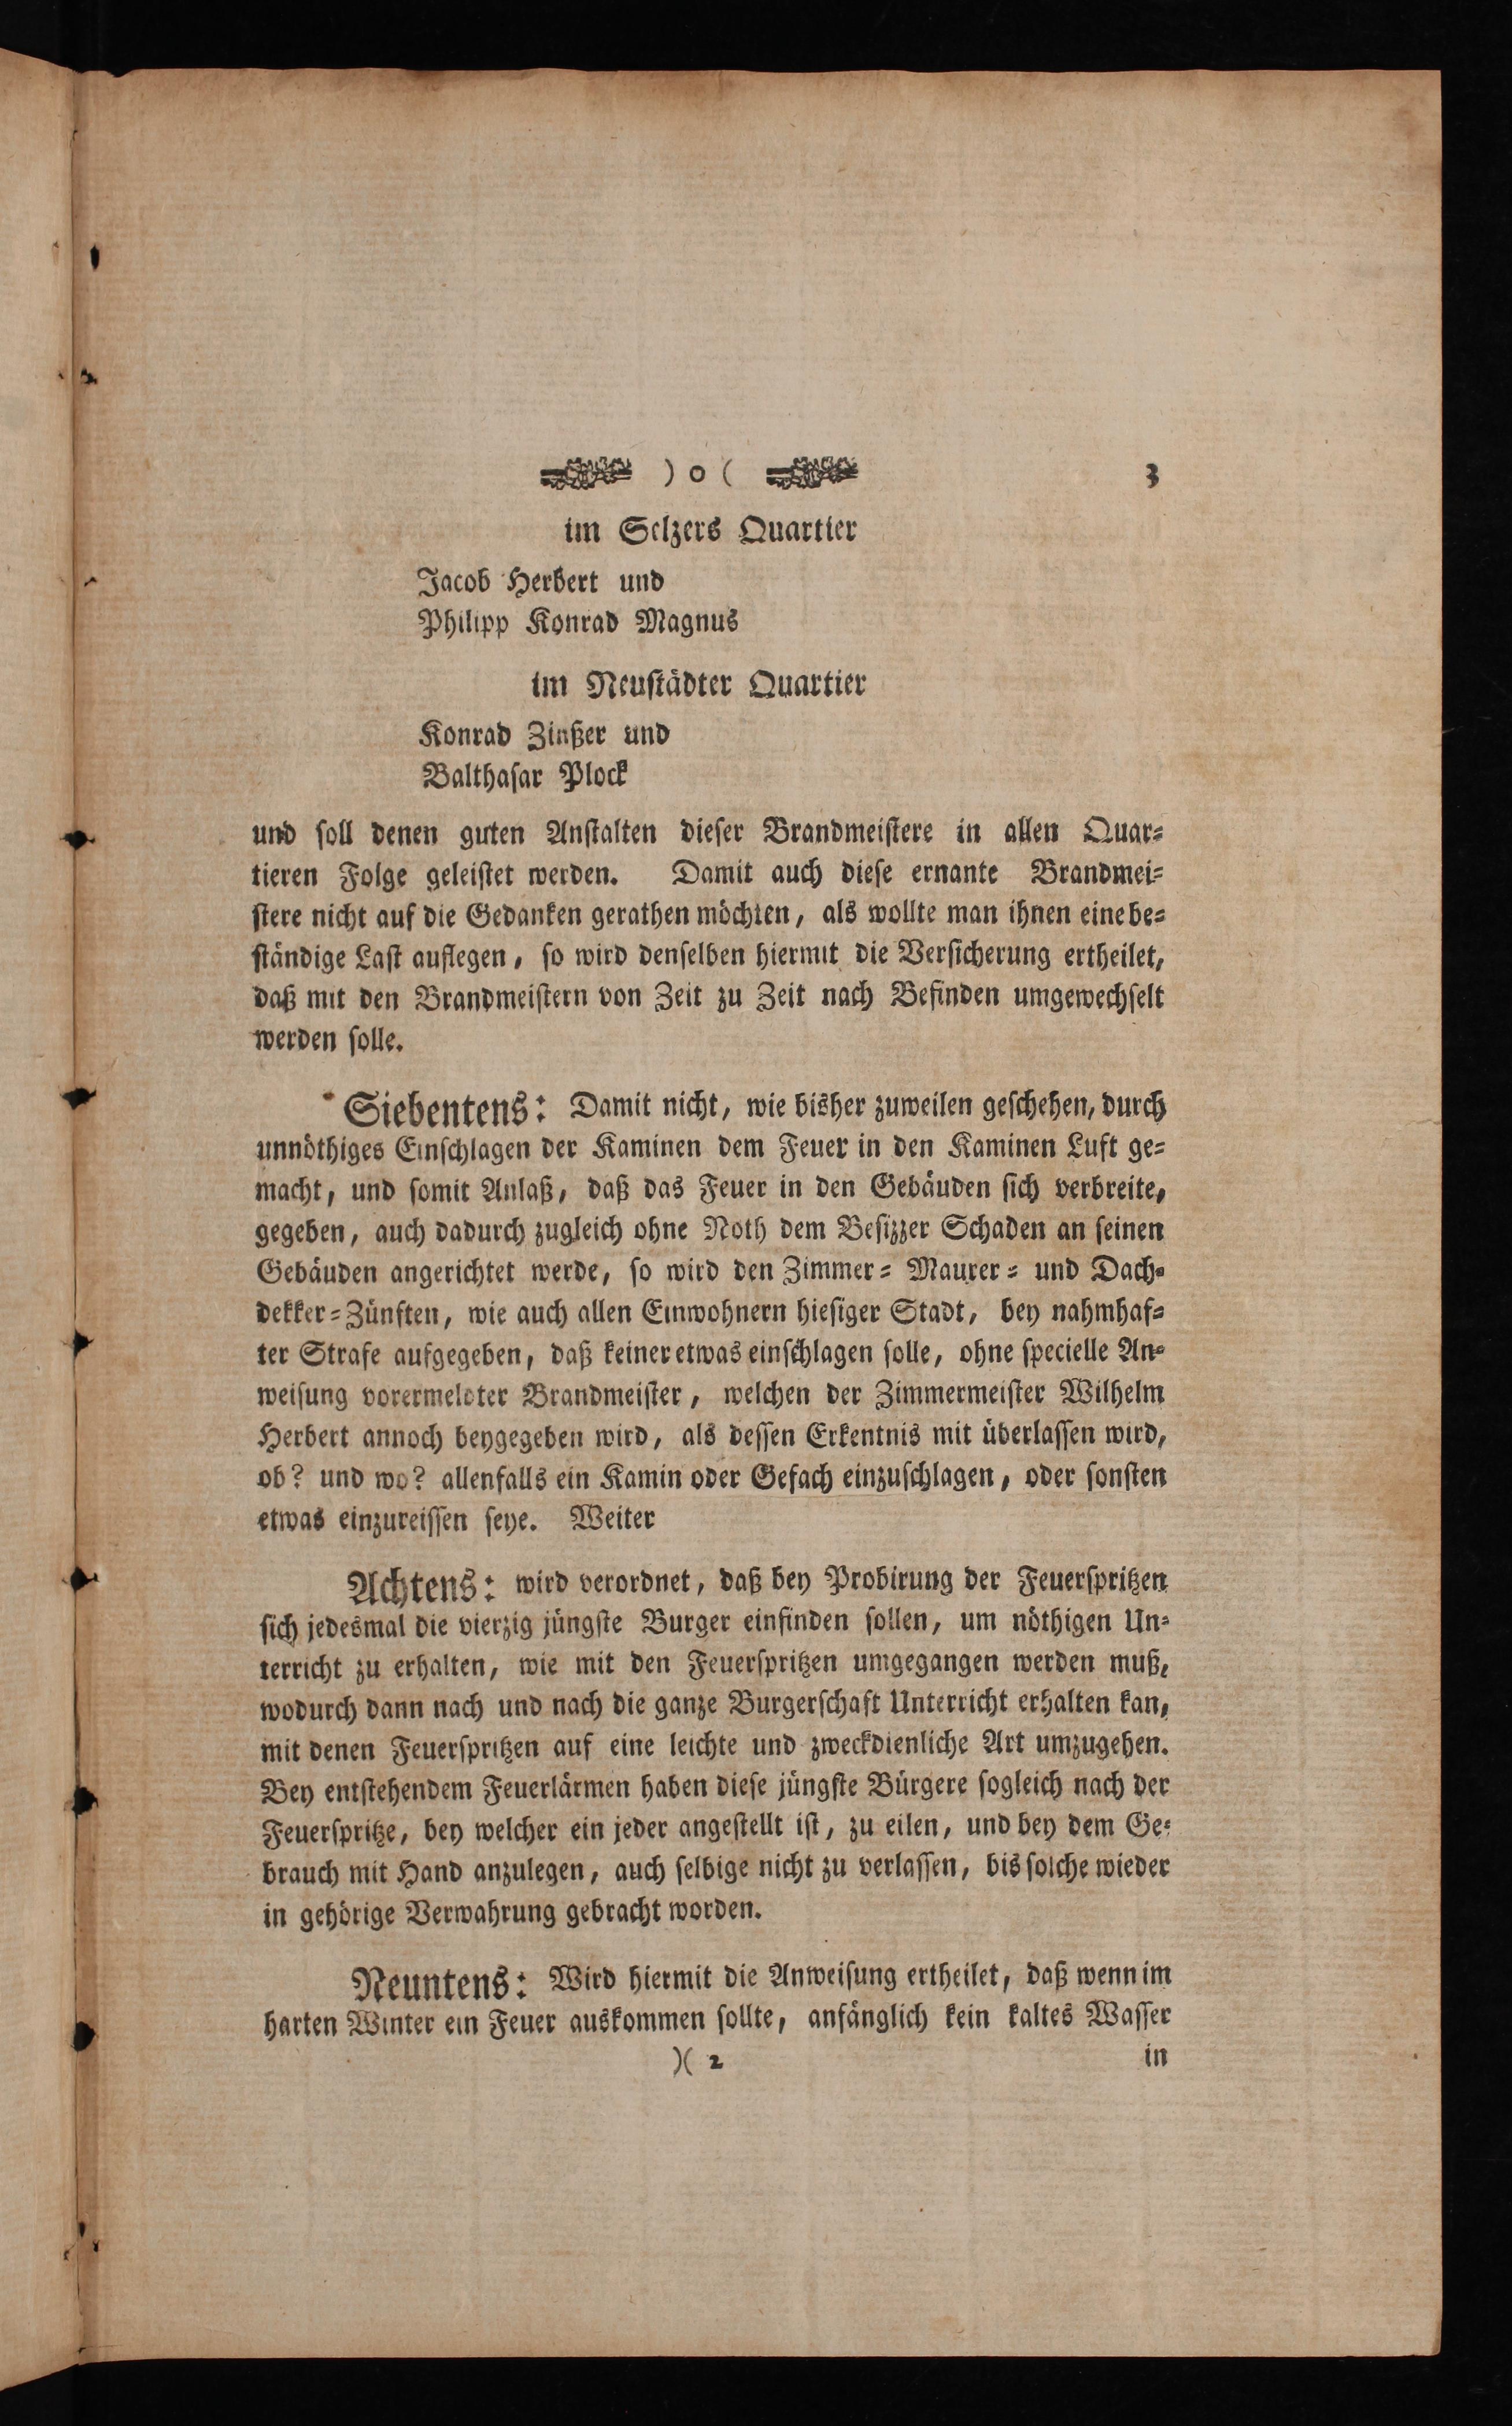 ) o ( 3
im Selzers Quartier
Jacob Herbert und
Philipp Konrad Magnus
im Neustädter Quartier
Konrad Zinßer und
Balthasar Plock
und soll denen guten Anstalten dieser Brandmeistere in allen Quar=
tieren Folge geleistet werden. Damit auch diese ernante Brandmei=
stere nicht auf die Gedanken gerathen möchten, als wollte man ihnen eine be=
ständige Last auflegen, so wird denselben hiermit die Versicherung ertheilet,
daß mit den Brandmeistern von Zeit zu Zeit nach Befinden umgewechselt
werden solle.
Siebentens: Damit nicht, wie bisher zuweilen geschehen, durch
unnöthiges Einschlagen der Kaminen dem Feuer in den Kaminen Luft ge=
macht, und somit Anlaß, daß das Feuer in den Gebäuden sich verbreite,
gegeben, auch dadurch zugleich ohne Noth dem Besizzer Schaden an seinen
Gebäuden angerichtet werde, so wird den Zimmer= Maurer= und Dach=
dekker=Zünften, wie auch allen Einwohnern hiesiger Stadt, bey nahmhaf=
ter Strafe aufgegeben, daß keiner etwas einschlagen solle, ohne specielle An=
weisung vorermeldter Brandmeister, welchen der Zimmermeister Wilhelm
Herbert annoch beygegeben wird, als dessen Erkentnis mit überlassen wird,
ob? und wo? allenfalls ein Kamin oder Gefach einzuschlagen, oder sonsten
etwas einzureissen seye. Weiter
Achtens: wird verordnet, daß bey Probirung der Feuerspritzen
sich jedesmal die vierzig jüngste Burger einfinden sollen, um nöthigen Un=
terricht zu erhalten, wie mit den Feuerspritzen umgegangen werden muß,
wodurch dann nach und nach die ganze Burgerschaft Unterricht erhalten kan,
mit denen Feuerspritzen auf eine leichte und zweckdienliche Art umzugehen.
Bey entstehendem Feuerlärmen haben diese jüngste Bürgere sogleich nach der
Feuerspritze, bey welcher ein jeder angestellt ist, zu eilen, und bey dem Ge=
brauch mit Hand anzulegen, auch selbige nicht zu verlassen, bis solche wieder
in gehörige Verwahrung gebracht worden.
Neuntens: Wird hiermit die Anweisung ertheilet, daß wenn im
harten Winter ein Feuer auskommen sollte, anfänglich kein kaltes Wasser
)( 2 in